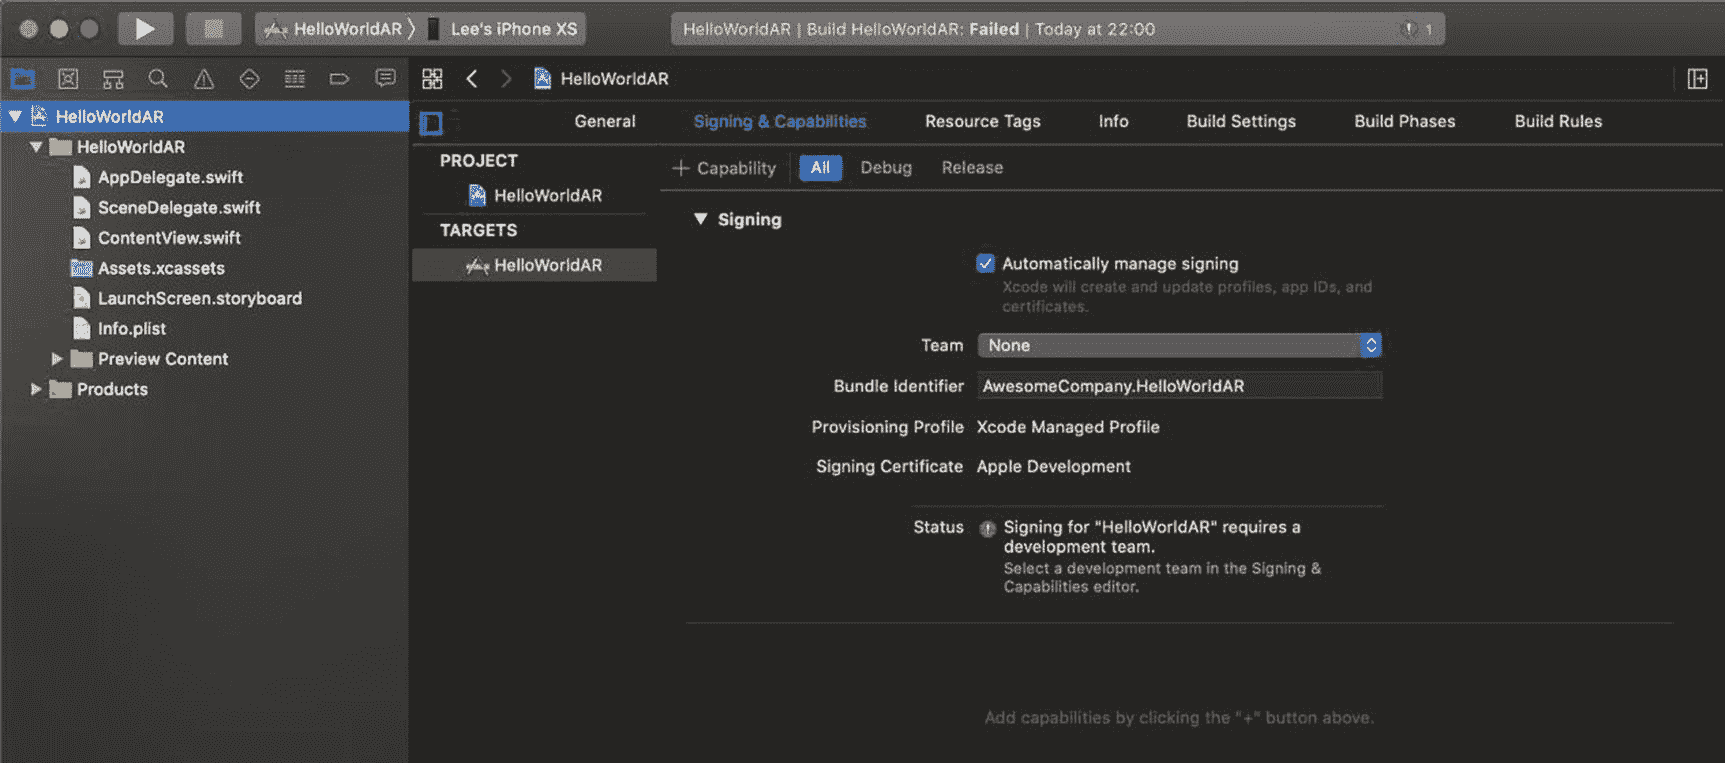 HelloWorldAR Lee's iPhone XS
HelloWorldAR | Build HelloWorldAR: Failed | Today at 22:00 1
HelloWorldAR
HelloWorldAR
HelloWorldAR
AppDelegate.swift
SceneDelegate.swift
ContentView.swift
Assets.xcassets
LaunchScreen.storyboard
Info.plist
Preview Content
Products
General Signing & Capabilities Resource Tags Info Build Settings Build Phases Build Rules
PROJECT
HelloWorldAR
TARGETS
HelloWorldAR
+ Capability All Debug Release
Signing
Automatically manage signing
Xcode will create and update profiles, app IDs, and
certificates.
Team None
Bundle Identifier AwesomeCompany.HelloWorldAR
Provisioning Profile Xcode Managed Profile
Signing Certificate Apple Development
Status Signing for "HelloWorldAR" requires a
development team.
Select a development team in the Signing &
Capabilities editor.
Add capabilities by clicking the "+" button above.